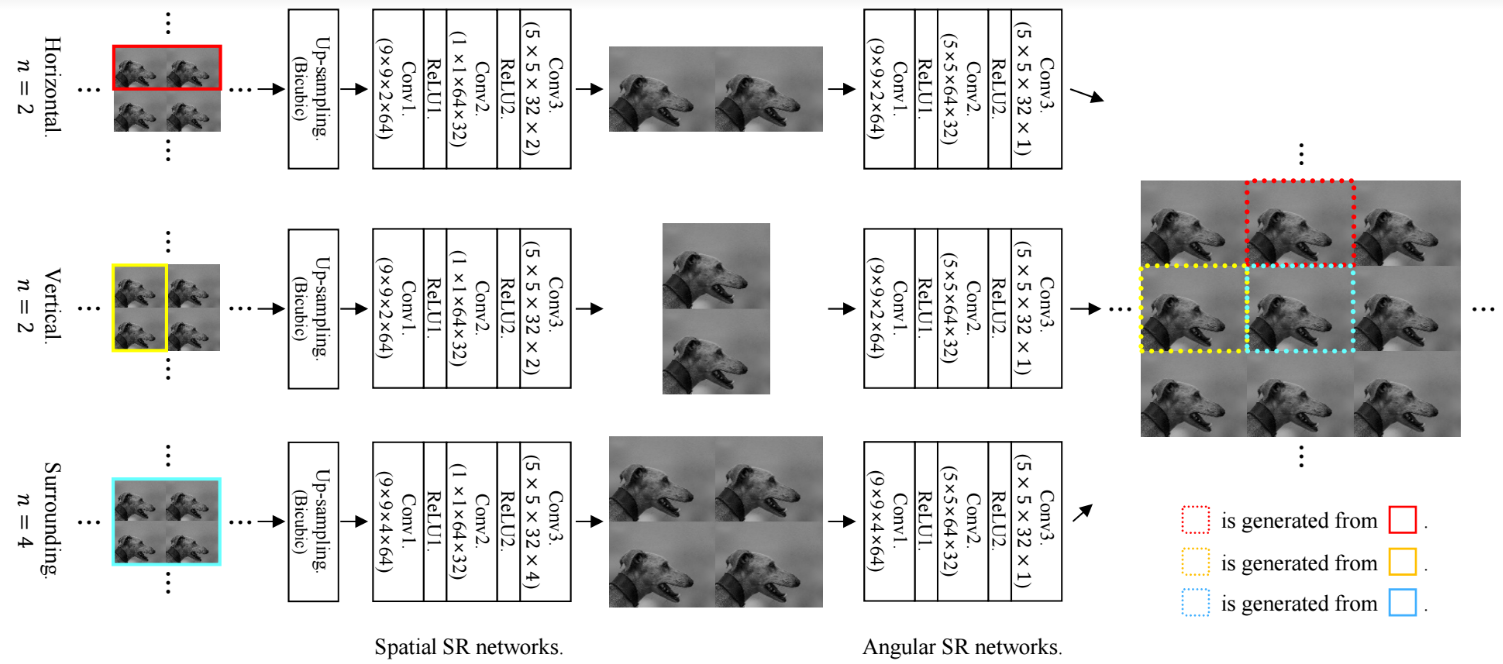 Horizontal.
n = 2
Up-sampling.
(Bicubic)
(9×9×2×64)
Conv1.
ReLU1.
(1×1×64×32)
Conv2.
ReLU2.
(5×5×32×2)
Conv3.
(9×9×2×64)
Conv1.
ReLU1.
(5×5×64×32)
Conv2.
ReLU2.
(5×5×32×1)
Conv3.
Vertical.
n = 2
Up-sampling.
(Bicubic)
(9×9×2×64)
Conv1.
ReLU1.
(1×1×64×32)
Conv2.
ReLU2.
(5×5×32×2)
Conv3.
(9×9×2×64)
Conv1.
ReLU1.
(5×5×64×32)
Conv2.
ReLU2.
(5×5×32×1)
Conv3.
Surrounding.
n = 4
Up-sampling.
(Bicubic)
(9×9×4×64)
Conv1.
ReLU1.
(1×1×64×32)
Conv2.
ReLU2.
(5×5×32×4)
Conv3.
(9×9×4×64)
Conv1.
ReLU1.
(5×5×64×32)
Conv2.
ReLU2.
(5×5×32×1)
Conv3.
is generated from .
is generated from .
is generated from .
Spatial SR networks.
Angular SR networks.